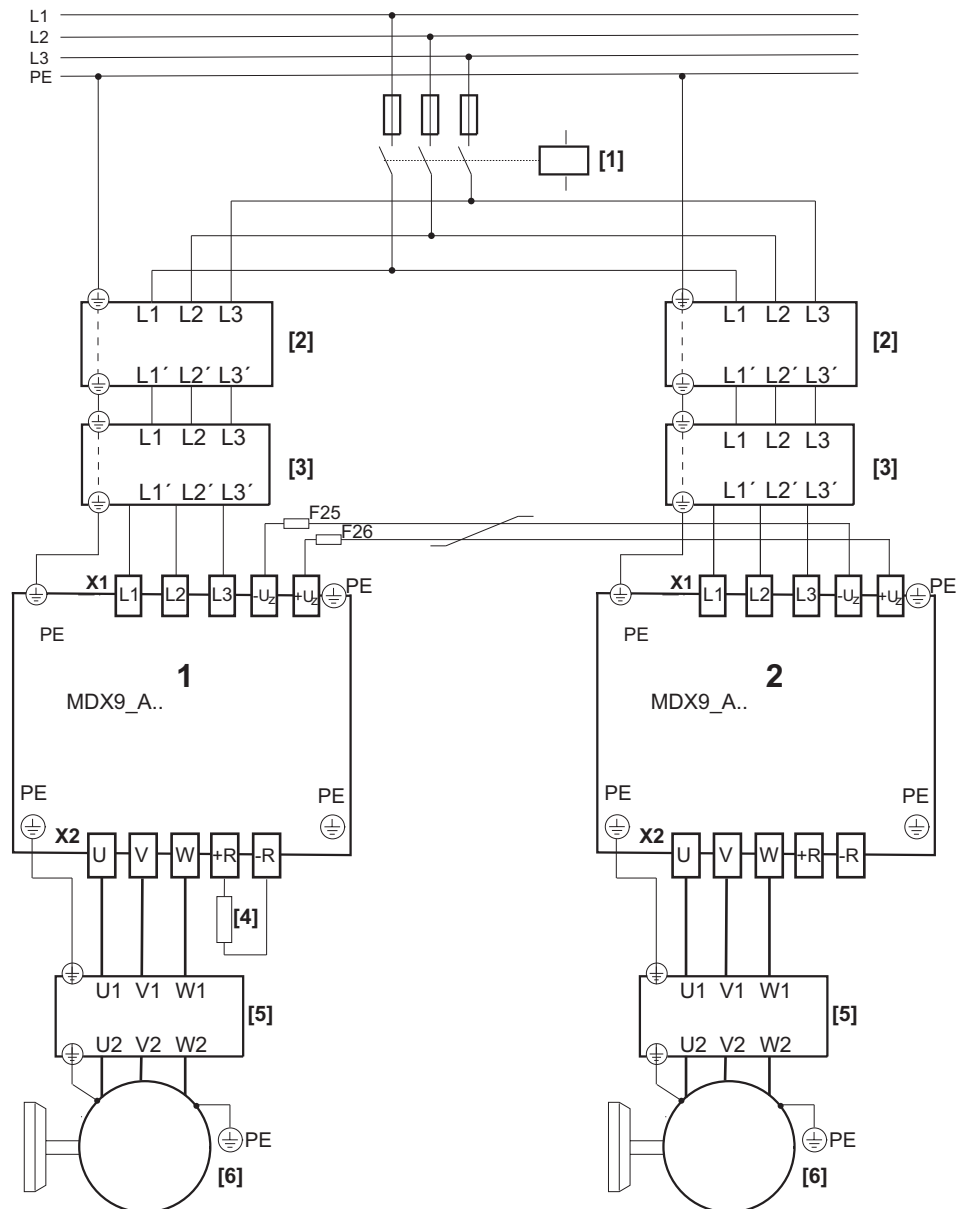 L1
L2
L3
PE
[1]
L1 L2 L3
[2]
L1´ L2´ L3´
L1 L2 L3
[2]
L1´ L2´ L3´
L1 L2 L3
[3]
L1´ L2´ L3´
L1 L2 L3
[3]
L1´ L2´ L3´
F25
F26
X1 L1 L2 L3 -Uz +Uz PE
PE
1
MDX9_A..
PE PE
X2 U V W +R -R
[4]
X1 L1 L2 L3 -Uz +Uz PE
PE
2
MDX9_A..
PE PE
X2 U V W +R -R
U1 V1 W1
[5]
U2 V2 W2
PE
[6]
U1 V1 W1
[5]
U2 V2 W2
PE
[6]